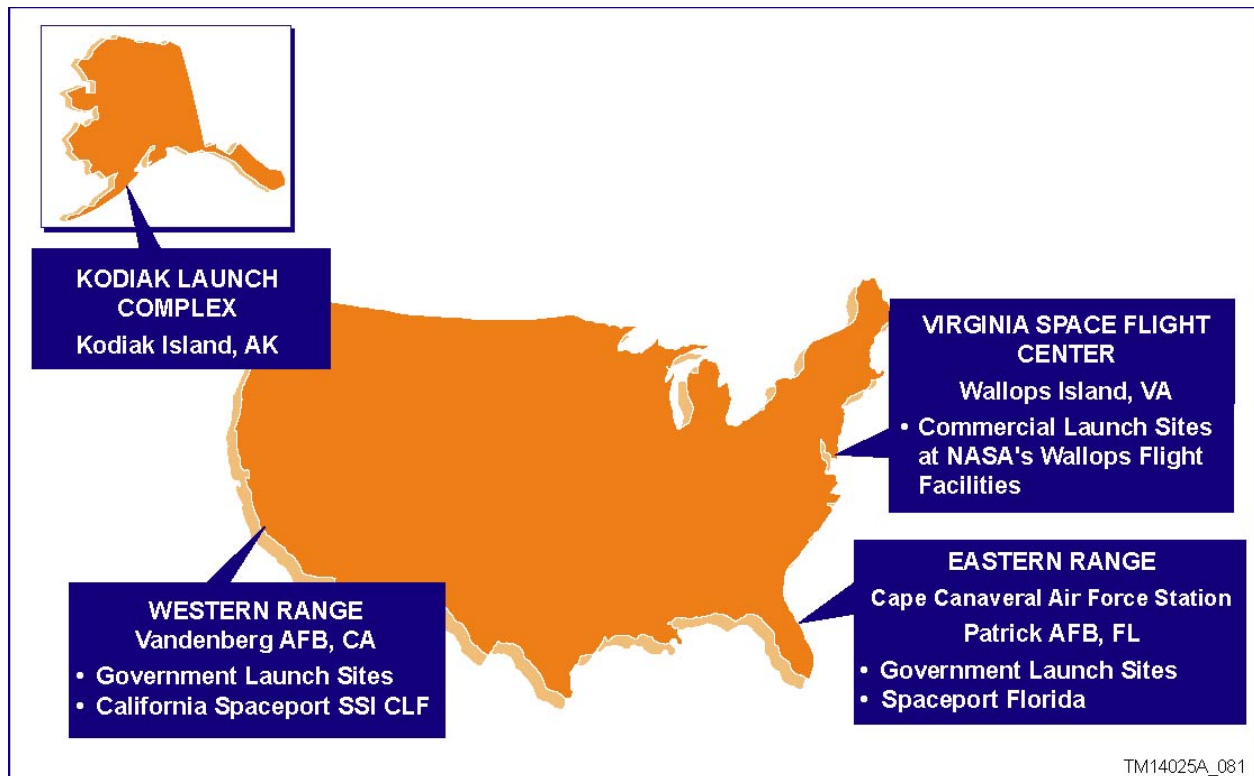 KODIAK LAUNCH
COMPLEX
Kodiak Island, AK
VIRGINIA SPACE FLIGHT
CENTER
Wallops Island, VA
• Commercial Launch Sites
at NASA's Wallops Flight
Facilities
WESTERN RANGE
Vandenberg AFB, CA
• Government Launch Sites
• California Spaceport SSI CLF
EASTERN RANGE
Cape Canaveral Air Force Station
Patrick AFB, FL
• Government Launch Sites
• Spaceport Florida
TM14025A_081